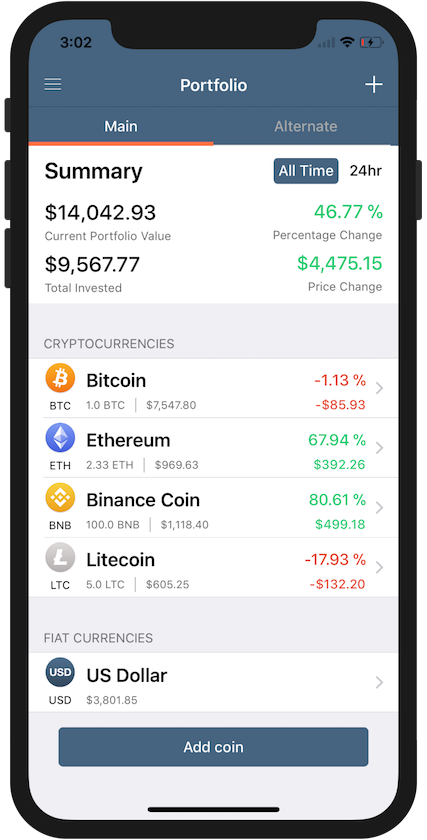 3:02
Portfolio
Main Alternate
Summary All Time 24hr
$14,042.93 46.77 %
Current Portfolio Value Percentage Change
$9,567.77 $4,475.15
Total Invested Price Change
CRYPTOCURRENCIES
Bitcoin -1.13 %
BTC 1.0 BTC $7,547.80 -$85.93
Ethereum 67.94 %
ETH 2.33 ETH $969.63 $392.26
Binance Coin 80.61 %
BNB 100.0 BNB $1,118.40 $499.18
Litecoin -17.93 %
LTC 5.0 LTC $605.25 -$132.20
FIAT CURRENCIES
USD US Dollar
USD $3,801.85
Add coin